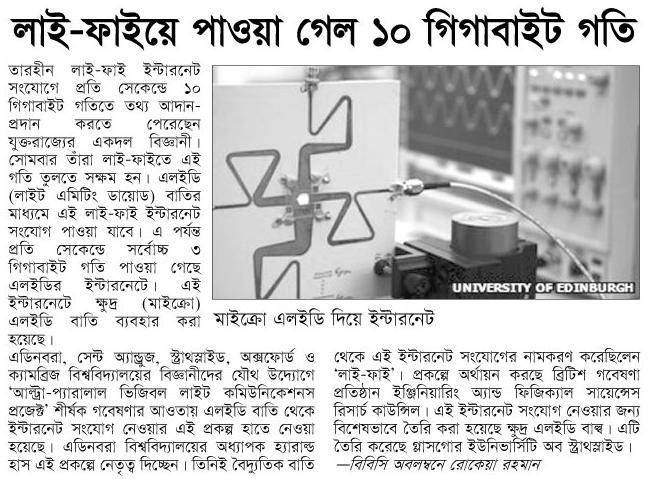 লাই-ফাইয়ে পাওয়া গেল ১০ গিগাবাইট গতি
তারহীন লাই-ফাই ইন্টারনেট
সংযোগে প্রতি সেকেন্ডে ১০
গিগাবাইট গতিতে তথ্য আদান-
প্রদান করতে পেরেছেন
যুক্তরাজ্যের একদল বিজ্ঞানী।
সোমবার তাঁরা লাই-ফাইতে এই
গতি তুলতে সক্ষম হন। এলইডি
(লাইট এমিটিং ডায়োড) বাতির
মাধ্যমে এই লাই-ফাই ইন্টারনেট
সংযোগ পাওয়া যাবে। এ পর্যন্ত
প্রতি সেকেন্ডে সর্বোচ্চ ৩
গিগাবাইট গতি পাওয়া গেছে
এলইডির ইন্টারনেটে। এই
ইন্টারনেটে ক্ষুদ্র (মাইক্রো)
এলইডি বাতি ব্যবহার করা
হয়েছে।
UNIVERSITY OF EDINBURGH
মাইক্রো এলইডি দিয়ে ইন্টারনেট
এডিনবরা, সেন্ট অ্যান্ড্রুজ, স্ট্রাথস্লাইড, অক্সফোর্ড ও
ক্যামব্রিজ বিশ্ববিদ্যালয়ের বিজ্ঞানীদের যৌথ উদ্যোগে
‘আল্ট্রা-প্যারালাল ভিজিবল লাইট কমিউনিকেশনস
প্রজেক্ট’ শীর্ষক গবেষণার আওতায় এলইডি বাতি থেকে
ইন্টারনেট সংযোগ নেওয়ার এই প্রকল্প হাতে নেওয়া
হয়েছে। এডিনবরা বিশ্ববিদ্যালয়ের অধ্যাপক হ্যারাল্ড
হাস এই প্রকল্পে নেতৃত্ব দিচ্ছেন। তিনিই বৈদ্যুতিক বাতি
থেকে এই ইন্টারনেট সংযোগের নামকরণ করেছিলেন
‘লাই-ফাই’। প্রকল্পে অর্থায়ন করছে ব্রিটিশ গবেষণা
প্রতিষ্ঠান ইঞ্জিনিয়ারিং অ্যান্ড ফিজিক্যাল সায়েন্সেস
রিসার্চ কাউন্সিল। এই ইন্টারনেট সংযোগ নেওয়ার জন্য
বিশেষভাবে তৈরি করা হয়েছে ক্ষুদ্র এলইডি বাল্ব। এটি
তৈরি করেছে গ্লাসগোর ইউনিভার্সিটি অব স্ট্রাথস্লাইড।
—বিবিসি অবলম্বনে রোকেয়া রহমান